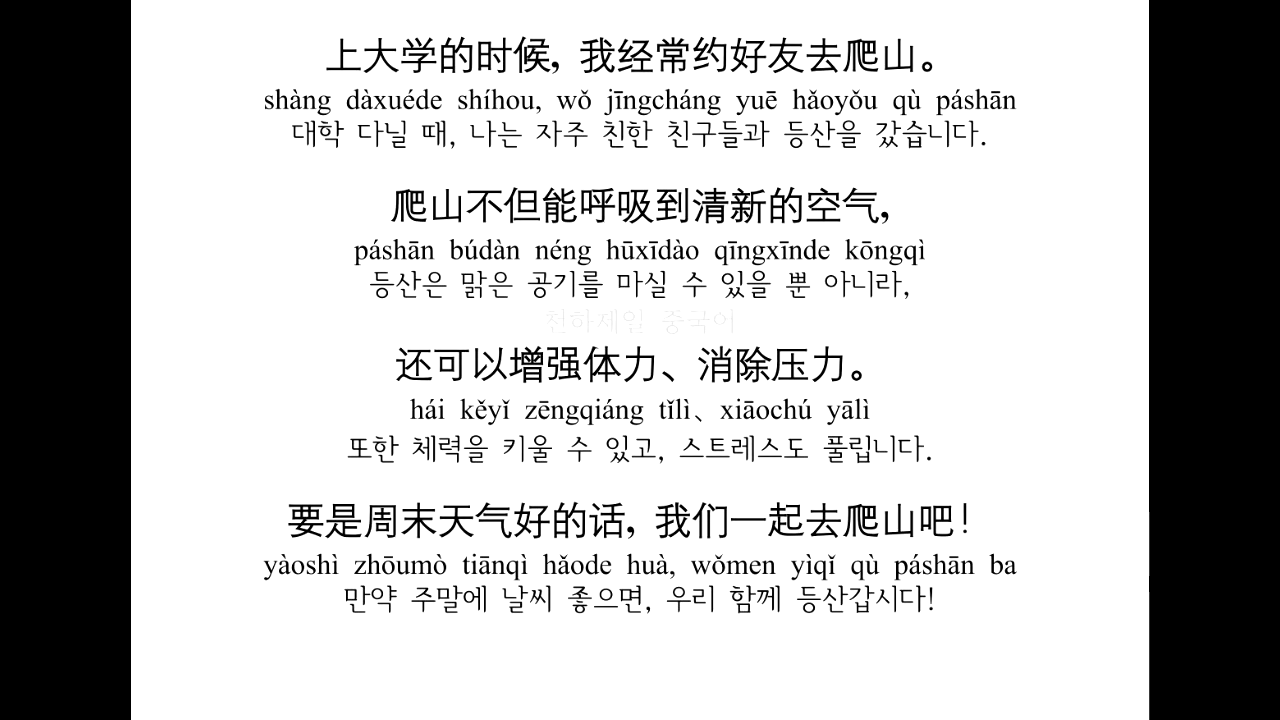 上大学的时候, 我经常约好友去爬山。
shàng dàxuéde shíhou, wǒ jīngcháng yuē hǎoyǒu qù páshān
대학 다닐 때, 나는 자주 친한 친구들과 등산을 갔습니다.
爬山不但能呼吸到清新的空气,
páshān búdàn néng hūxīdào qīngxīnde kōngqì
등산은 맑은 공기를 마실 수 있을 뿐 아니라,
천하제일 중국어
还可以增强体力、消除压力。
hái kěyǐ zēngqiáng tǐlì、xiāochú yālì
또한 체력을 키울 수 있고, 스트레스도 풀립니다.
要是周末天气好的话, 我们一起去爬山吧!
yàoshì zhōumò tiānqì hǎode huà, wǒmen yìqǐ qù páshān ba
만약 주말에 날씨 좋으면, 우리 함께 등산갑시다!